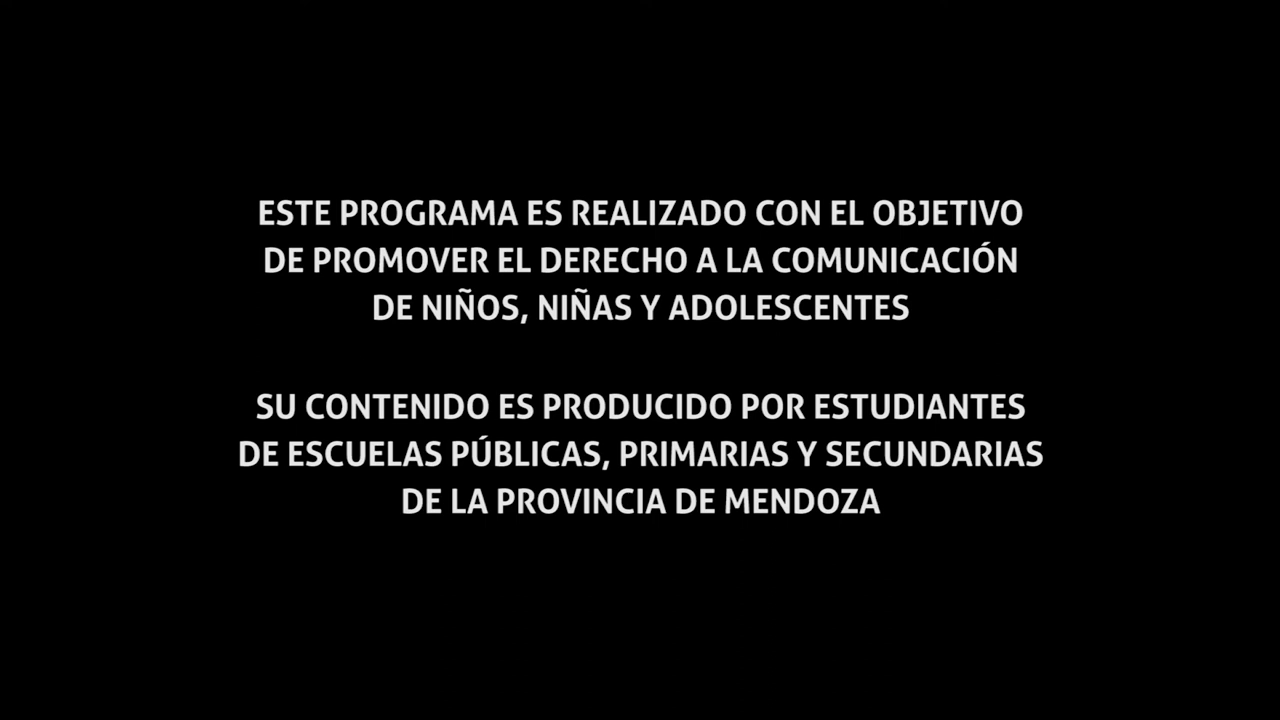 ESTE PROGRAMA ES REALIZADO CON EL OBJETIVO
DE PROMOVER EL DERECHO A LA COMUNICACIÓN
DE NIÑOS, NIÑAS Y ADOLESCENTES
SU CONTENIDO ES PRODUCIDO POR ESTUDIANTES
DE ESCUELAS PÚBLICAS, PRIMARIAS Y SECUNDARIAS
DE LA PROVINCIA DE MENDOZA